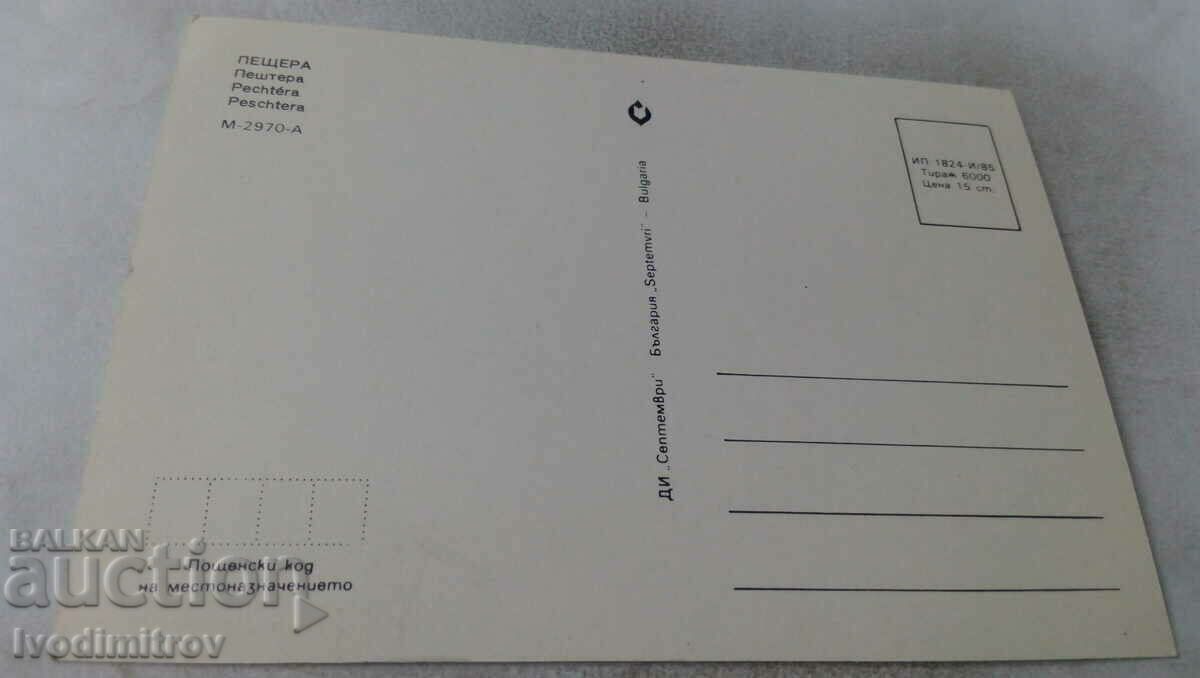 ПЕЩЕРА
Пештера
Pechtéra
Peschtera
М-2970-А
ИП 1824-И/85
Тираж 6000
Цена 15 ст.
ДИ „Септември" България „Septemvri" – Bulgaria
Пощенски код
на местоназначението
BALKAN
auction
Ivodimitrov